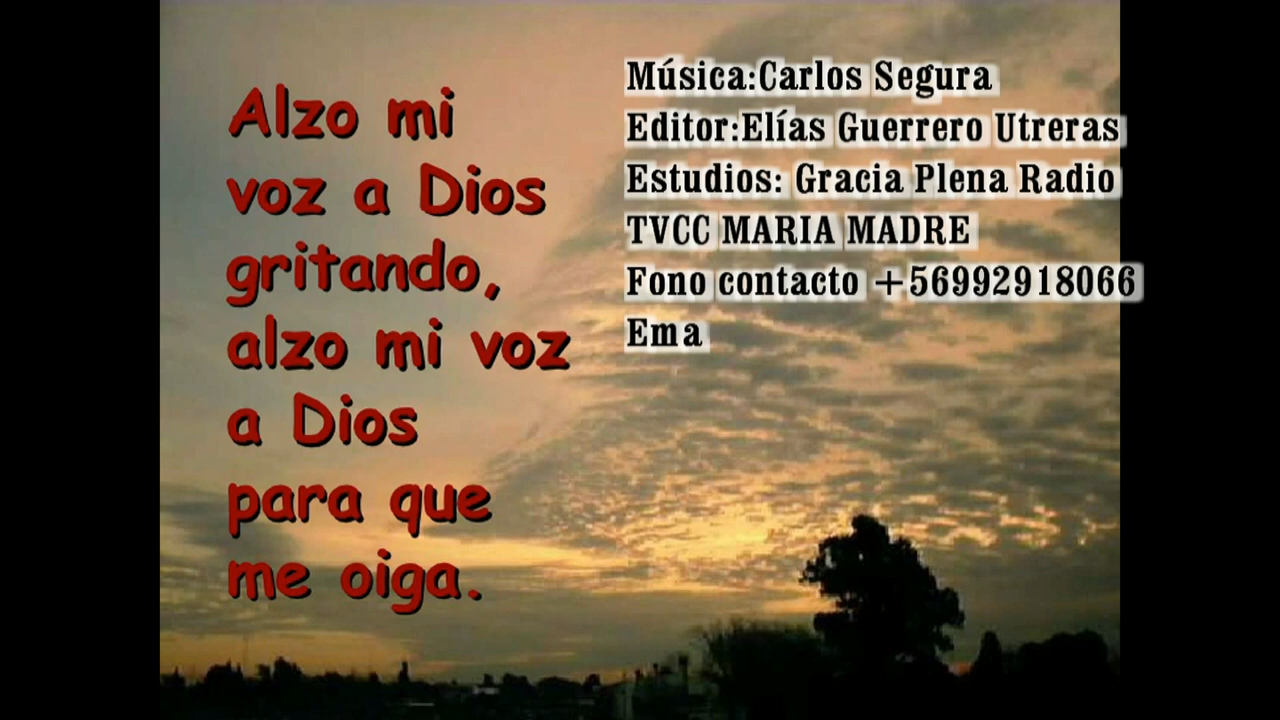 Alzo mi
voz a Dios
gritando,
alzo mi voz
a Dios
para que
me oiga.
Música:Carlos Segura
Editor:Elías Guerrero Utreras
Estudios: Gracia Plena Radio
TVCC MARIA MADRE
Fono contacto +56992918066
Ema